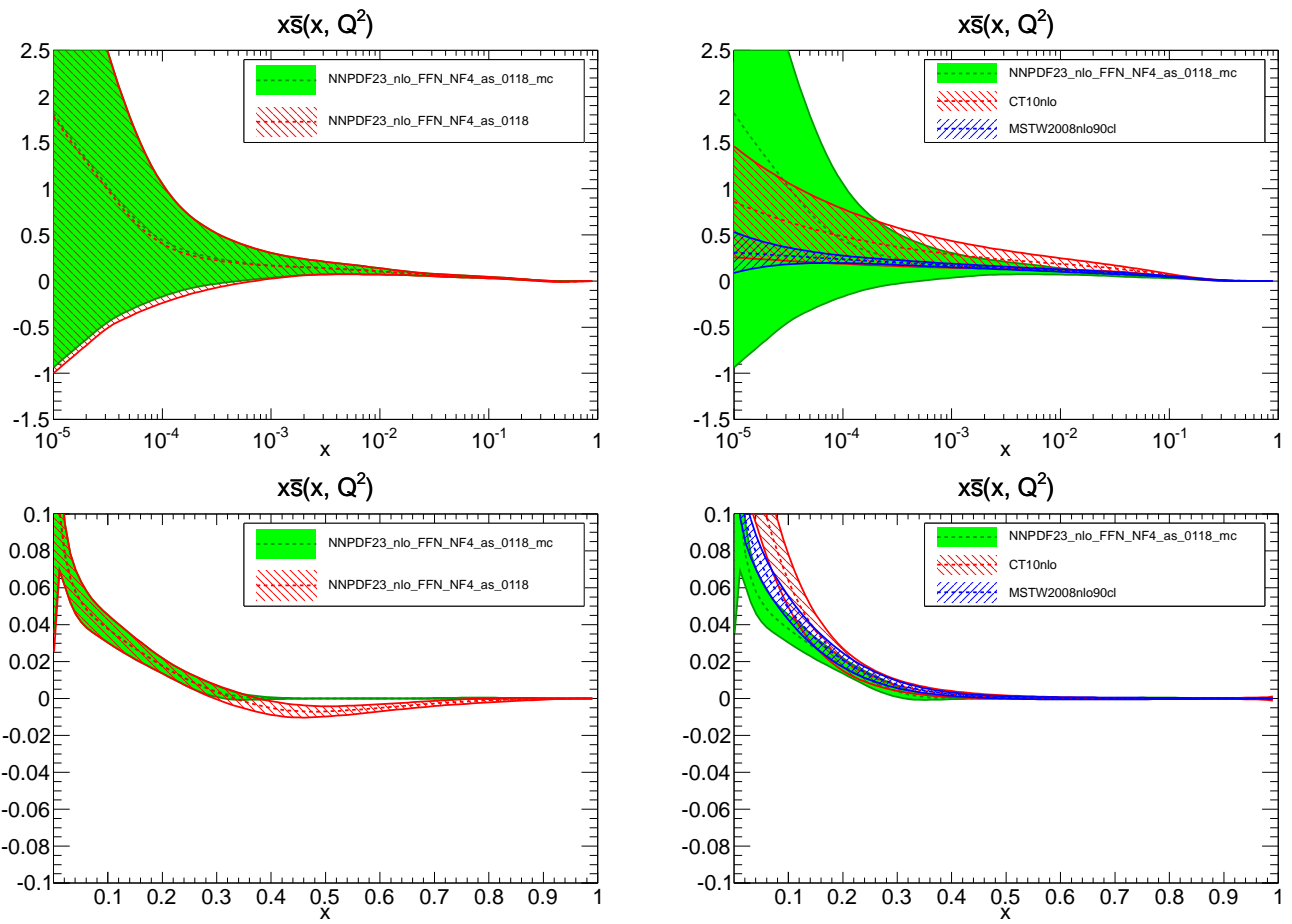 xs̅(x, Q²)
2.5
2
1.5
1
0.5
0
-0.5
-1
-1.5
10⁻⁵ 10⁻⁴ 10⁻³ 10⁻² 10⁻¹ 1
x
NNPDF23_nlo_FFN_NF4_as_0118_mc
NNPDF23_nlo_FFN_NF4_as_0118
xs̅(x, Q²)
2.5
2
1.5
1
0.5
0
-0.5
-1
-1.5
10⁻⁵ 10⁻⁴ 10⁻³ 10⁻² 10⁻¹ 1
x
NNPDF23_nlo_FFN_NF4_as_0118_mc
CT10nlo
MSTW2008nlo90cl
xs̅(x, Q²)
0.1
0.08
0.06
0.04
0.02
0
-0.02
-0.04
-0.06
-0.08
-0.1
0.1 0.2 0.3 0.4 0.5 0.6 0.7 0.8 0.9 1
x
NNPDF23_nlo_FFN_NF4_as_0118_mc
NNPDF23_nlo_FFN_NF4_as_0118
xs̅(x, Q²)
0.1
0.08
0.06
0.04
0.02
0
-0.02
-0.04
-0.06
-0.08
-0.1
0.1 0.2 0.3 0.4 0.5 0.6 0.7 0.8 0.9 1
x
NNPDF23_nlo_FFN_NF4_as_0118_mc
CT10nlo
MSTW2008nlo90cl